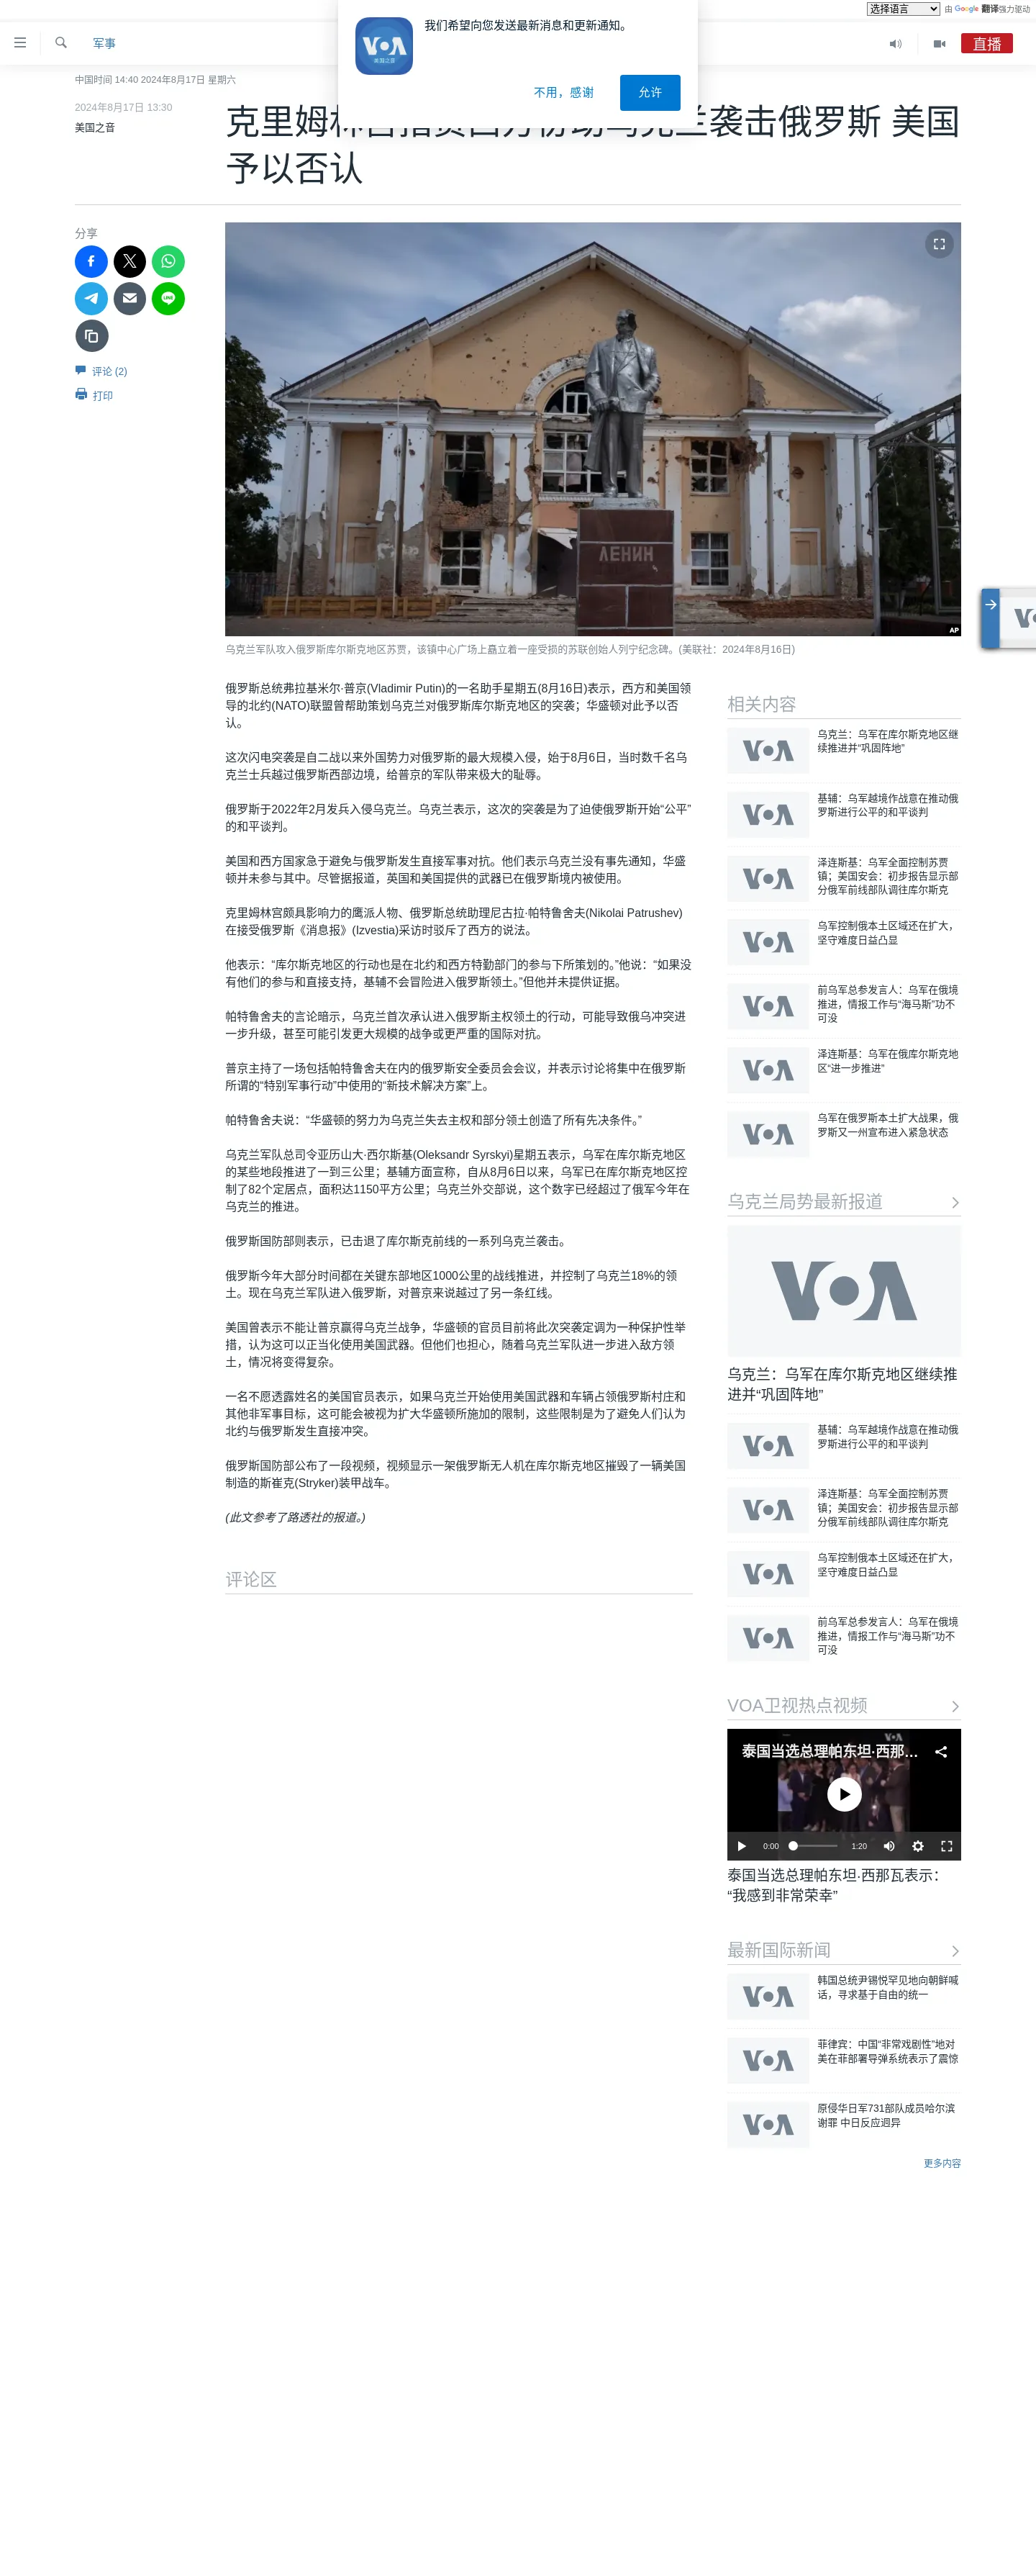 选择语言 由 Google 翻译强力驱动
我们希望向您发送最新消息和更新通知。
VOA
美国之音
不用，感谢
允许
军事
直播
中国时间 14:40 2024年8月17日 星期六
2024年8月17日 13:30
美国之音
袭击俄罗斯 美国
予以否认
分享
LINE
评论 (2)
打印
ЛЕНИН
AP
乌克兰军队攻入俄罗斯库尔斯克地区苏贾，该镇中心广场上矗立着一座受损的苏联创始人列宁纪念碑。(美联社：2024年8月16日)
俄罗斯总统弗拉基米尔·普京(Vladimir Putin)的一名助手星期五(8月16日)表示，西方和美国领
导的北约(NATO)联盟曾帮助策划乌克兰对俄罗斯库尔斯克地区的突袭；华盛顿对此予以否
认。
这次闪电突袭是自二战以来外国势力对俄罗斯的最大规模入侵，始于8月6日，当时数千名乌
克兰士兵越过俄罗斯西部边境，给普京的军队带来极大的耻辱。
俄罗斯于2022年2月发兵入侵乌克兰。乌克兰表示，这次的突袭是为了迫使俄罗斯开始“公平”
的和平谈判。
美国和西方国家急于避免与俄罗斯发生直接军事对抗。他们表示乌克兰没有事先通知，华盛
顿并未参与其中。尽管据报道，英国和美国提供的武器已在俄罗斯境内被使用。
克里姆林宫颇具影响力的鹰派人物、俄罗斯总统助理尼古拉·帕特鲁舍夫(Nikolai Patrushev)
在接受俄罗斯《消息报》(Izvestia)采访时驳斥了西方的说法。
他表示：“库尔斯克地区的行动也是在北约和西方特勤部门的参与下所策划的。”他说：“如果没
有他们的参与和直接支持，基辅不会冒险进入俄罗斯领土。”但他并未提供证据。
帕特鲁舍夫的言论暗示，乌克兰首次承认进入俄罗斯主权领土的行动，可能导致俄乌冲突进
一步升级，甚至可能引发更大规模的战争或更严重的国际对抗。
普京主持了一场包括帕特鲁舍夫在内的俄罗斯安全委员会会议，并表示讨论将集中在俄罗斯
所谓的“特别军事行动”中使用的“新技术解决方案”上。
帕特鲁舍夫说：“华盛顿的努力为乌克兰失去主权和部分领土创造了所有先决条件。”
乌克兰军队总司令亚历山大·西尔斯基(Oleksandr Syrskyi)星期五表示，乌军在库尔斯克地区
的某些地段推进了一到三公里；基辅方面宣称，自从8月6日以来，乌军已在库尔斯克地区控
制了82个定居点，面积达1150平方公里；乌克兰外交部说，这个数字已经超过了俄军今年在
乌克兰的推进。
俄罗斯国防部则表示，已击退了库尔斯克前线的一系列乌克兰袭击。
俄罗斯今年大部分时间都在关键东部地区1000公里的战线推进，并控制了乌克兰18%的领
土。现在乌克兰军队进入俄罗斯，对普京来说越过了另一条红线。
美国曾表示不能让普京赢得乌克兰战争，华盛顿的官员目前将此次突袭定调为一种保护性举
措，认为这可以正当化使用美国武器。但他们也担心，随着乌克兰军队进一步进入敌方领
土，情况将变得复杂。
一名不愿透露姓名的美国官员表示，如果乌克兰开始使用美国武器和车辆占领俄罗斯村庄和
其他非军事目标，这可能会被视为扩大华盛顿所施加的限制，这些限制是为了避免人们认为
北约与俄罗斯发生直接冲突。
俄罗斯国防部公布了一段视频，视频显示一架俄罗斯无人机在库尔斯克地区摧毁了一辆美国
制造的斯崔克(Stryker)装甲战车。
(此文参考了路透社的报道。)
评论区
相关内容
VOA
乌克兰：乌军在库尔斯克地区继
续推进并“巩固阵地”
VOA
基辅：乌军越境作战意在推动俄
罗斯进行公平的和平谈判
VOA
泽连斯基：乌军全面控制苏贾
镇；美国安会：初步报告显示部
分俄军前线部队调往库尔斯克
VOA
乌军控制俄本土区域还在扩大，
坚守难度日益凸显
VOA
前乌军总参发言人：乌军在俄境
推进，情报工作与“海马斯”功不
可没
VOA
泽连斯基：乌军在俄库尔斯克地
区“进一步推进”
VOA
乌军在俄罗斯本土扩大战果，俄
罗斯又一州宣布进入紧急状态
乌克兰局势最新报道
VOA
乌克兰：乌军在库尔斯克地区继续推
进并“巩固阵地”
VOA
基辅：乌军越境作战意在推动俄
罗斯进行公平的和平谈判
VOA
泽连斯基：乌军全面控制苏贾
镇；美国安会：初步报告显示部
分俄军前线部队调往库尔斯克
VOA
乌军控制俄本土区域还在扩大，
坚守难度日益凸显
VOA
前乌军总参发言人：乌军在俄境
推进，情报工作与“海马斯”功不
可没
VOA卫视热点视频
VOA
泰国当选总理帕东坦·西那…
0:00 1:20
泰国当选总理帕东坦·西那瓦表示：
“我感到非常荣幸”
最新国际新闻
VOA
韩国总统尹锡悦罕见地向朝鲜喊
话，寻求基于自由的统一
VOA
菲律宾：中国“非常戏剧性”地对
美在菲部署导弹系统表示了震惊
VOA
原侵华日军731部队成员哈尔滨
谢罪 中日反应迥异
更多内容